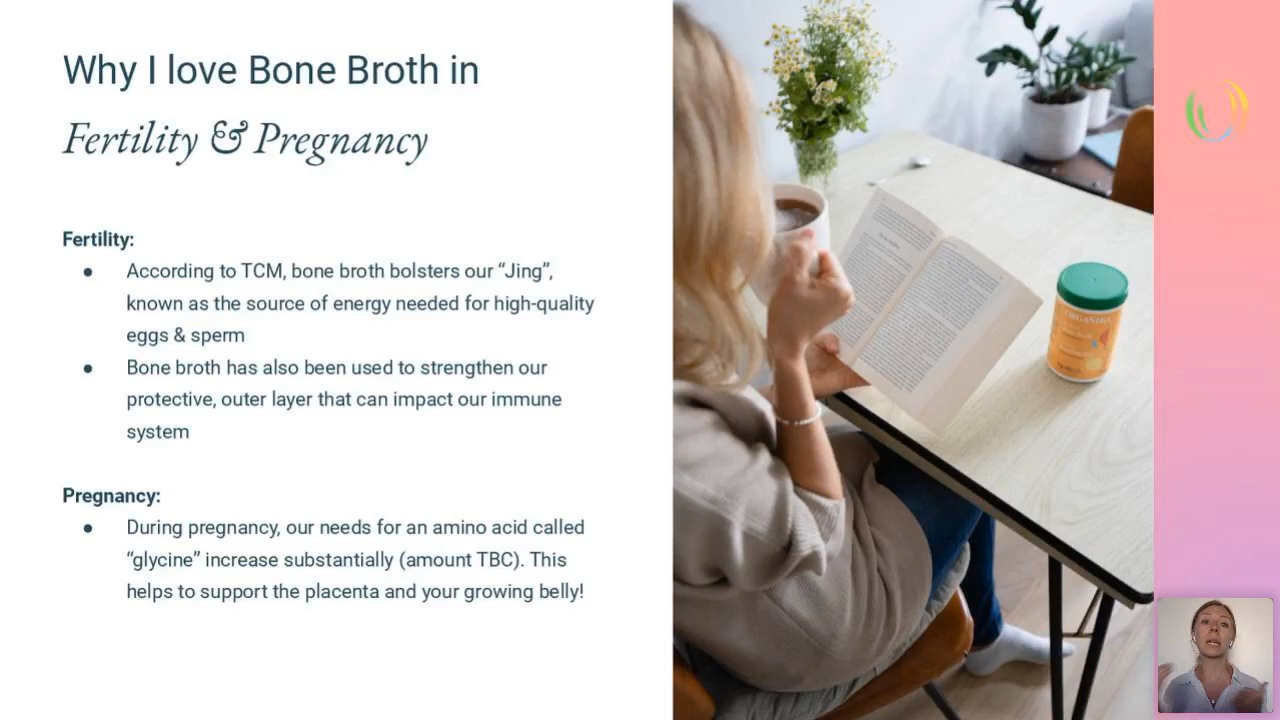 Why I love Bone Broth in
Fertility & Pregnancy
Fertility:
● According to TCM, bone broth bolsters our “Jing”,
known as the source of energy needed for high-quality
eggs & sperm
● Bone broth has also been used to strengthen our
protective, outer layer that can impact our immune
system
Pregnancy:
● During pregnancy, our needs for an amino acid called
“glycine” increase substantially (amount TBC). This
helps to support the placenta and your growing belly!